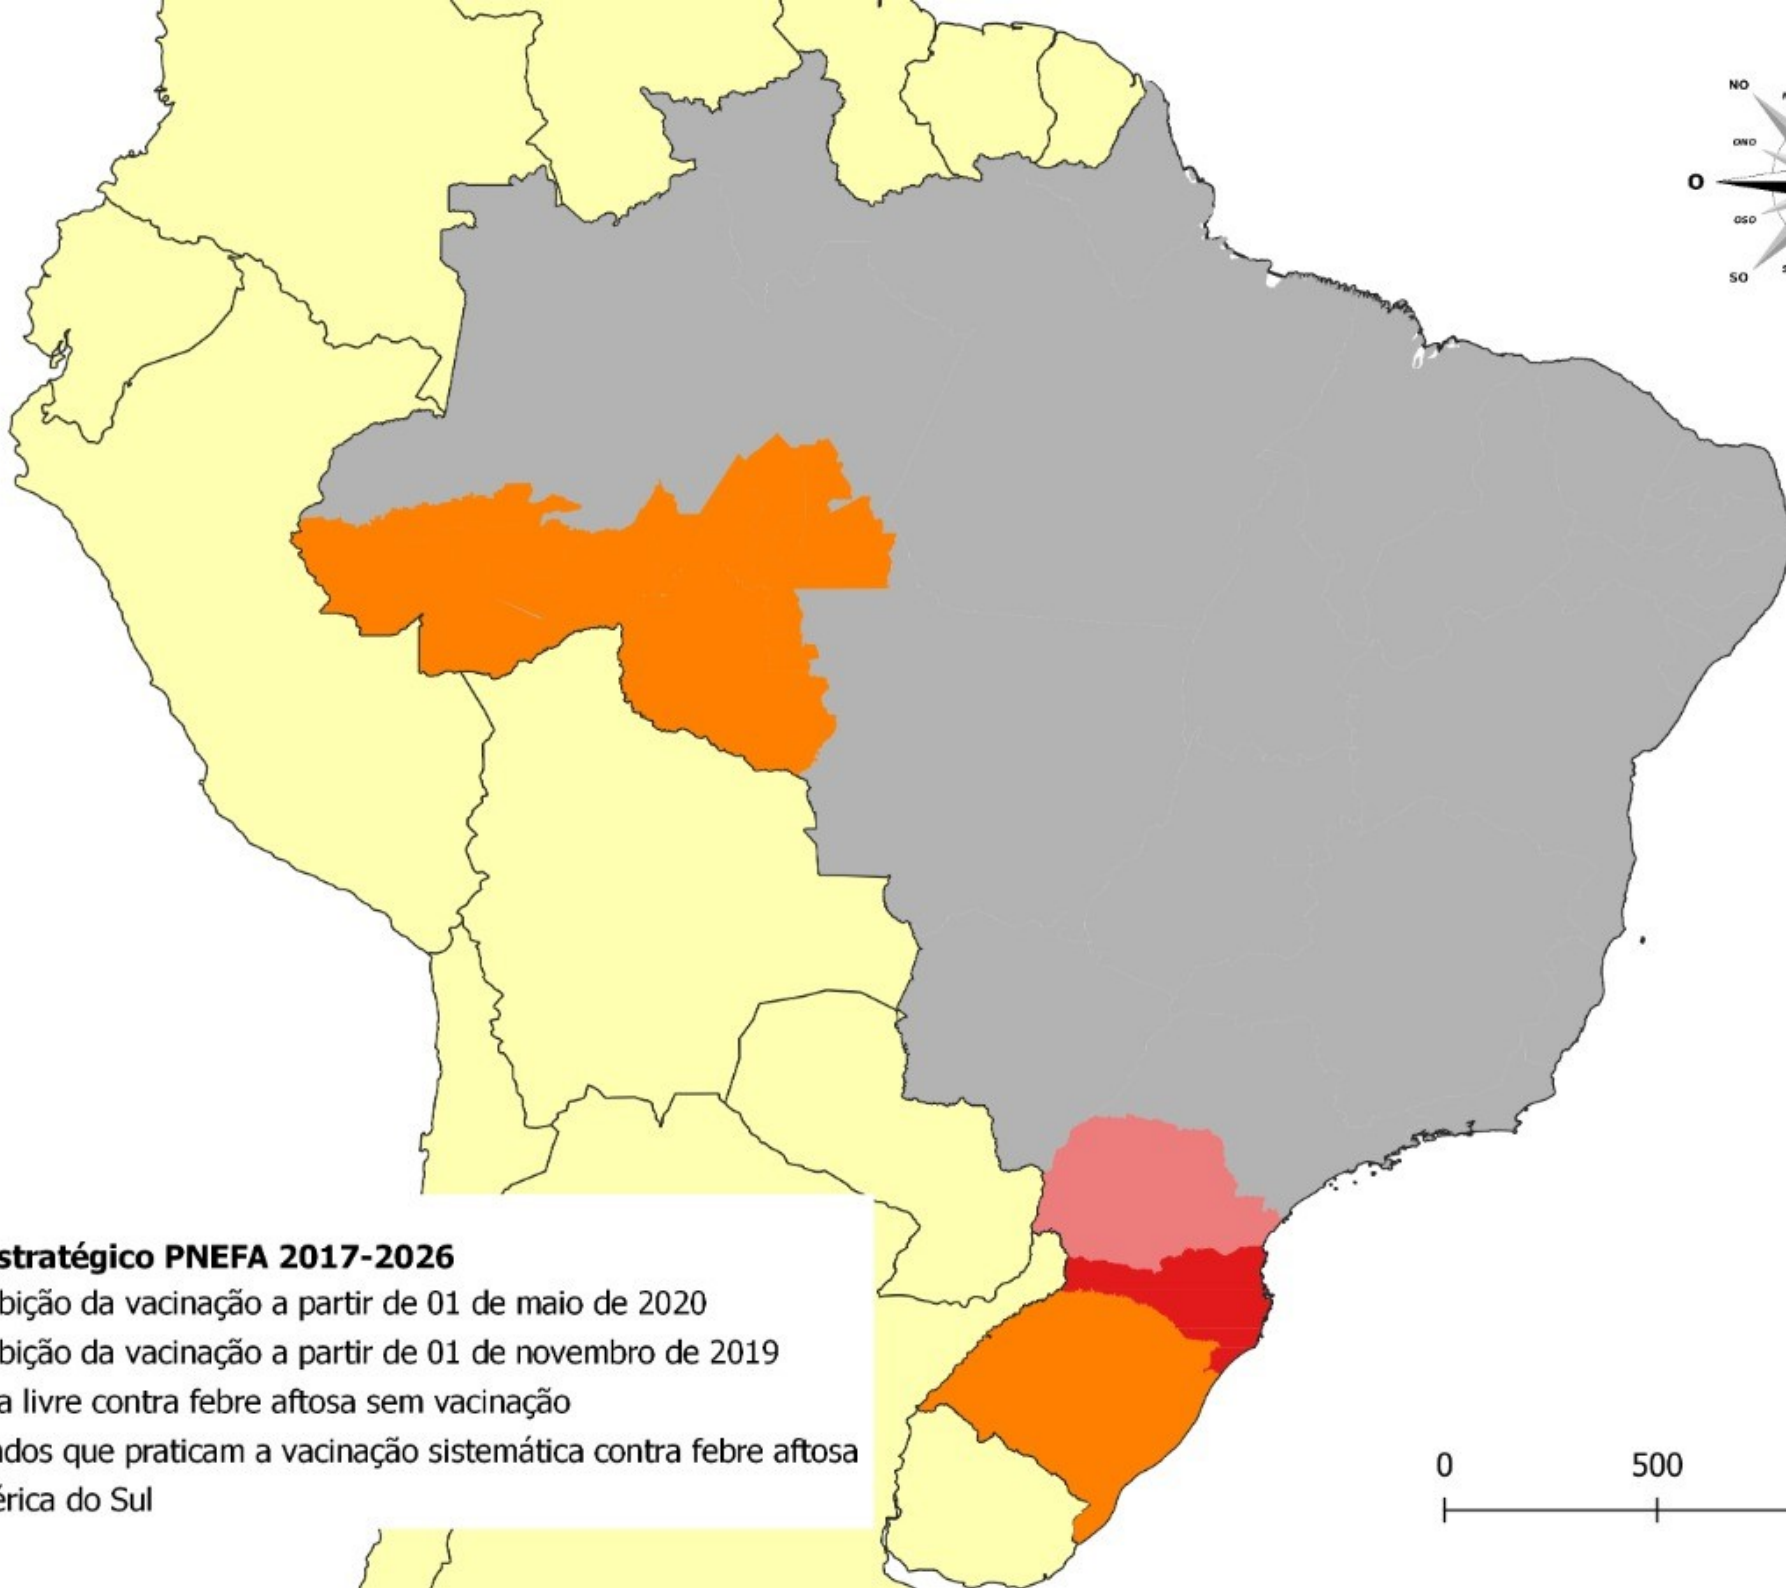 NO
ONO
O
OSO
SO
stratégico PNEFA 2017-2026
bição da vacinação a partir de 01 de maio de 2020
bição da vacinação a partir de 01 de novembro de 2019
a livre contra febre aftosa sem vacinação
dos que praticam a vacinação sistemática contra febre aftosa
érica do Sul
0 500